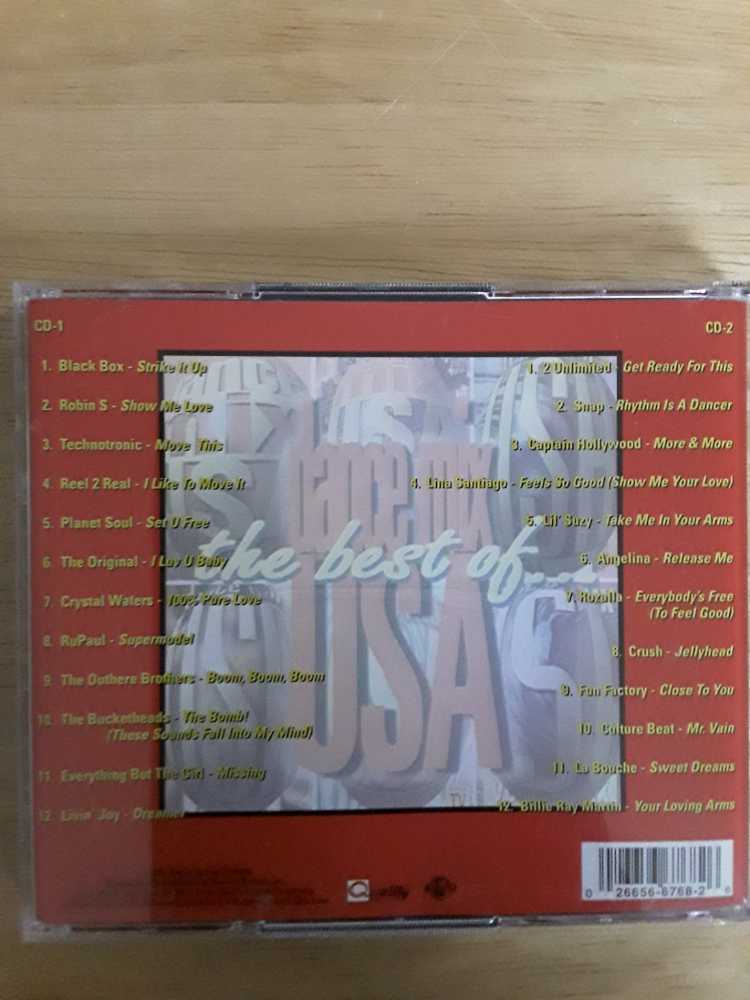 CD-1
1. Black Box - Strike It Up
2. Robin S - Show Me Love
3. Technotronic - Move This
4. Reel 2 Real - I Like To Move It
5. Planet Soul - Set U Free
6. The Original - I Luv U Baby
7. Crystal Waters - 100% Pure Love
8. RuPaul - Supermodel
9. The Outhere Brothers - Boom, Boom, Boom
10. The Bucketheads - The Bomb!
(These Sounds Fall Into My Mind)
11. Everything But The Girl - Missing
12. Livin' Joy - Dreamer
CD-2
1. 2 Unlimited - Get Ready For This
2. Snap - Rhythm Is A Dancer
3. Captain Hollywood - More & More
4. Lina Santiago - Feels So Good (Show Me Your Love)
5. Lil' Suzy - Take Me In Your Arms
6. Angelina - Release Me
7. Rozalla - Everybody's Free
(To Feel Good)
8. Crush - Jellyhead
9. Fun Factory - Close To You
10. Culture Beat - Mr. Vain
11. La Bouche - Sweet Dreams
12. Billie Ray Martin - Your Loving Arms
dance mix
the best of....
USA
Quality
0 26656-6768-2 6